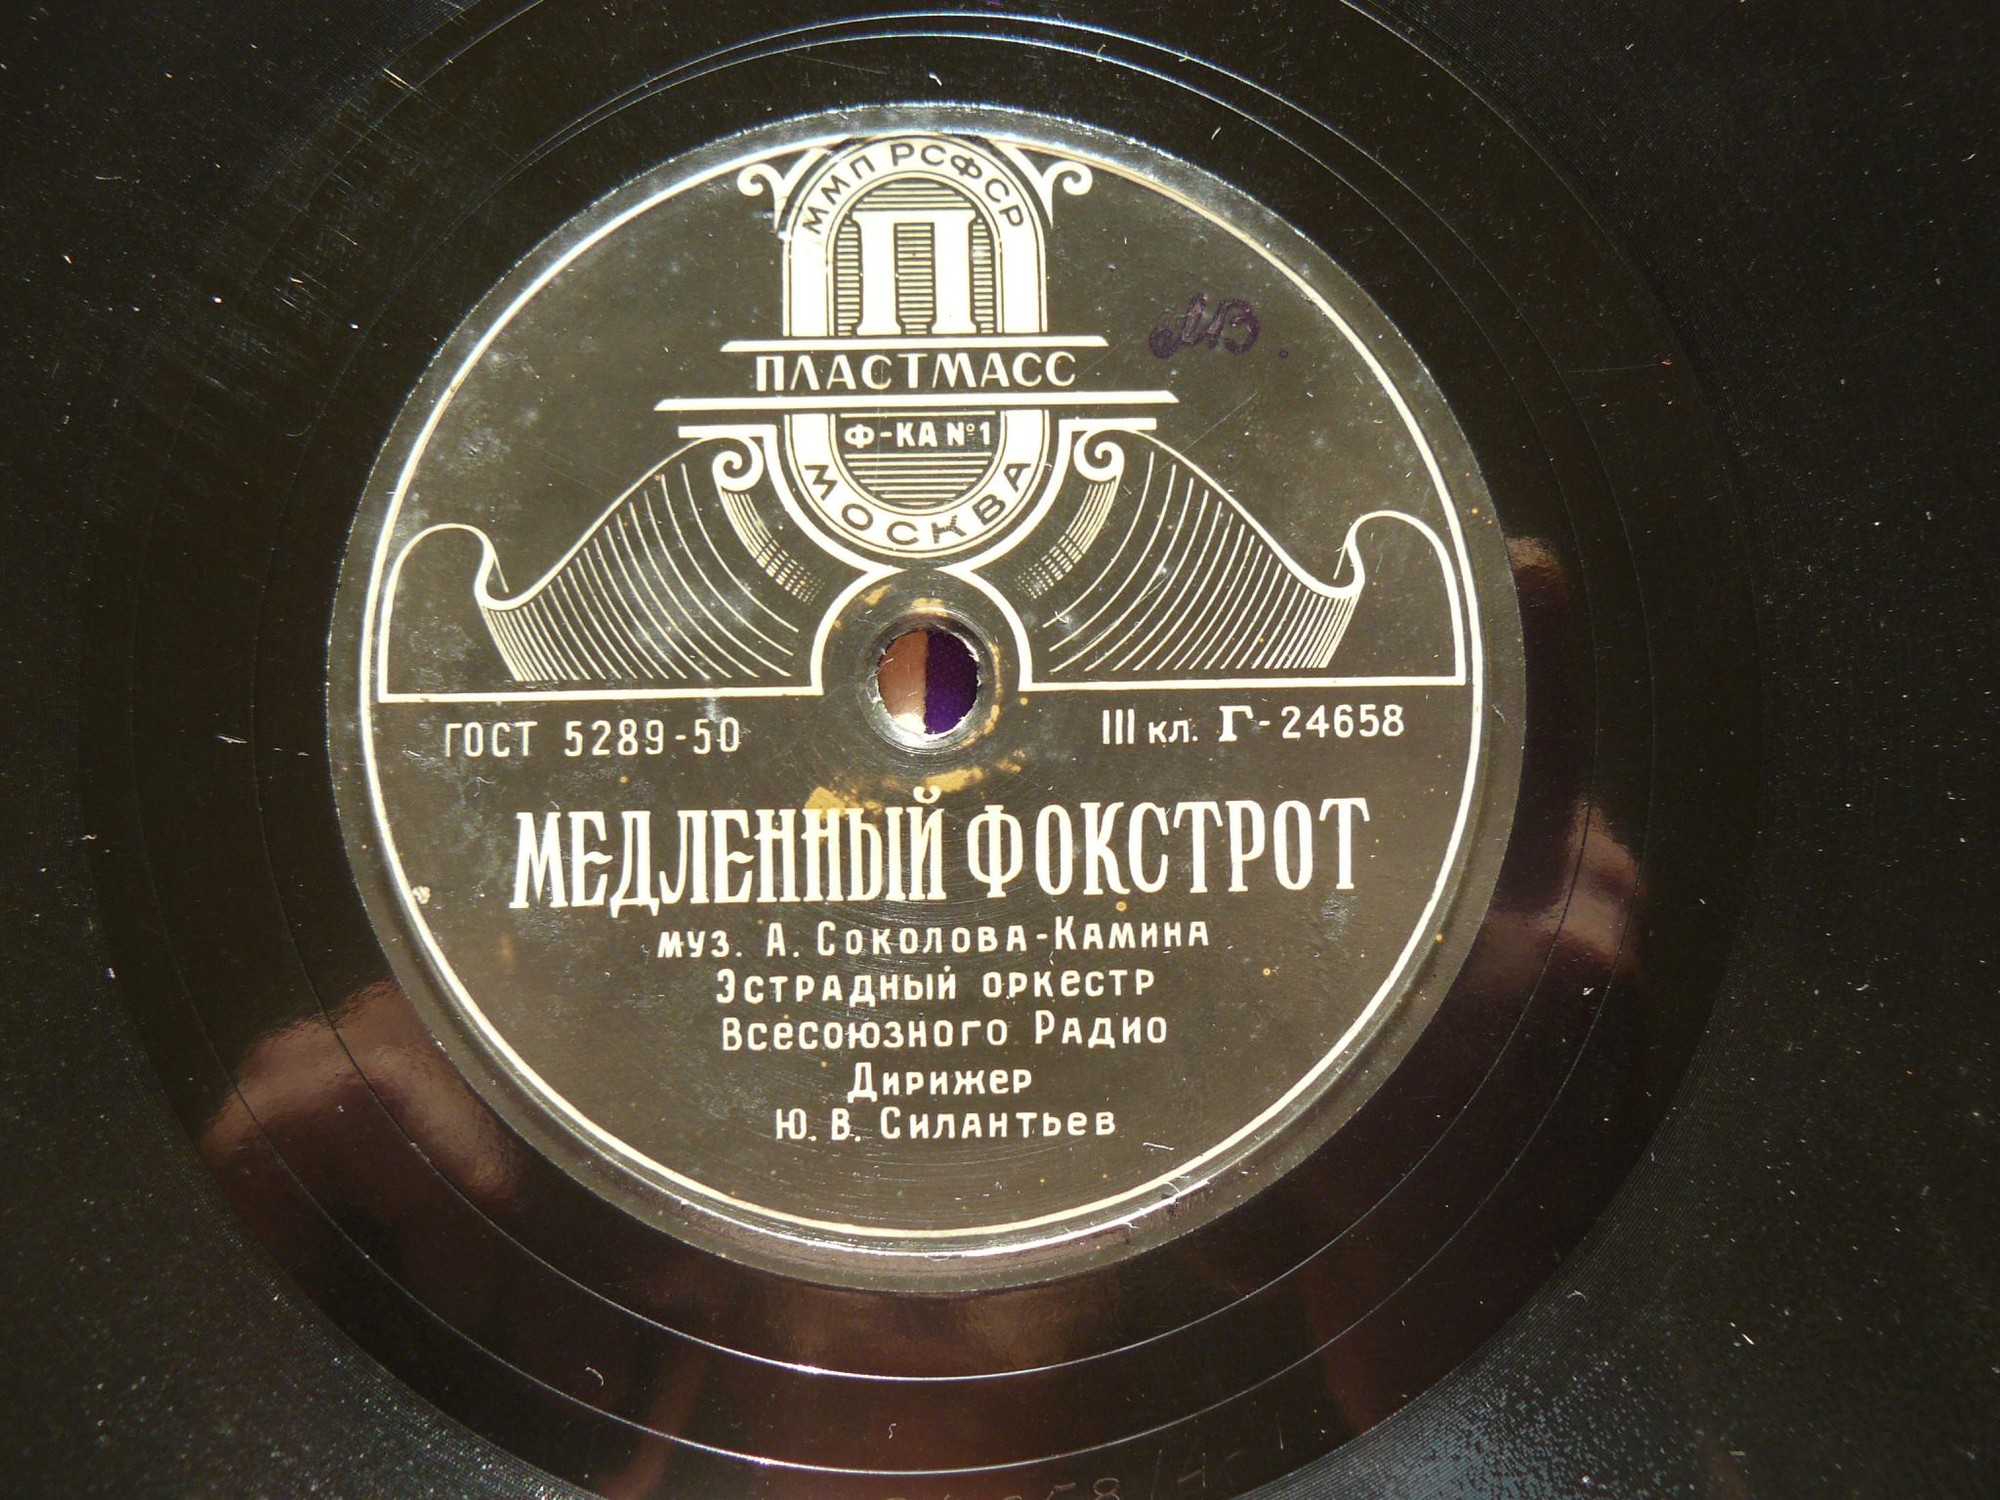 ММП РСФСР
П
ПЛАСТМАСС
Ф-КА №1
МОСКВА
ГОСТ 5289-50
III кл. Г-24658
МЕДЛЕННЫЙ ФОКСТРОТ
муз. А. Соколова-Камина
Эстрадный оркестр
Всесоюзного Радио
Дирижер
Ю. В. Силантьев